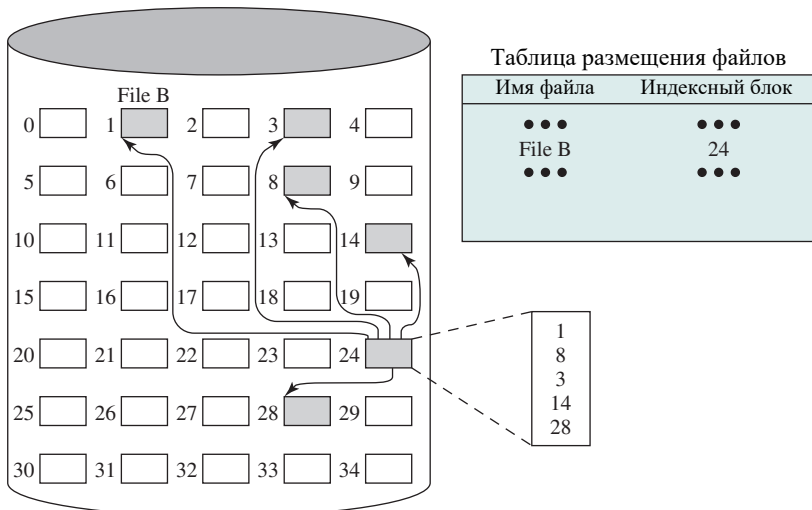 Таблица размещения файлов
Имя файла Индексный блок
••• •••
File B 24
••• •••
File B
0 1 2 3 4
5 6 7 8 9
10 11 12 13 14
15 16 17 18 19
20 21 22 23 24
25 26 27 28 29
30 31 32 33 34
1
8
3
14
28